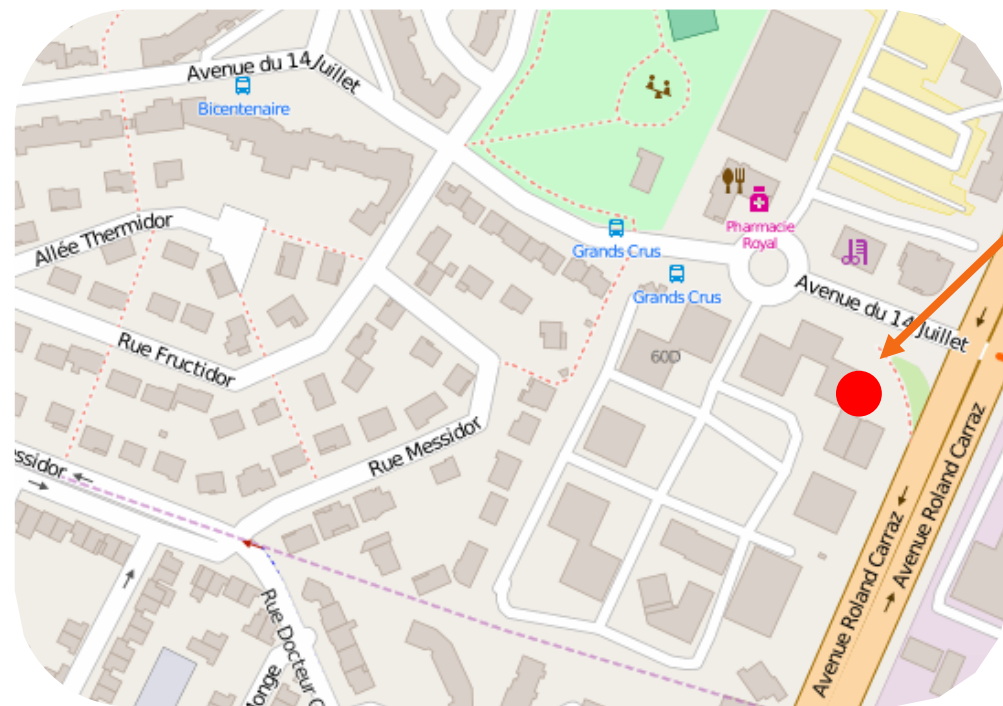 Avenue du 14 Juillet
Bicentenaire
Pharmacie
Royal
Allée Thermidor
Grands Crus
Grands Crus
Avenue du 14 Juillet
60D
Rue Fructidor
Rue Messidor
essidor
Avenue Roland Carraz
Avenue Roland Carraz
Rue Docteur
Monge